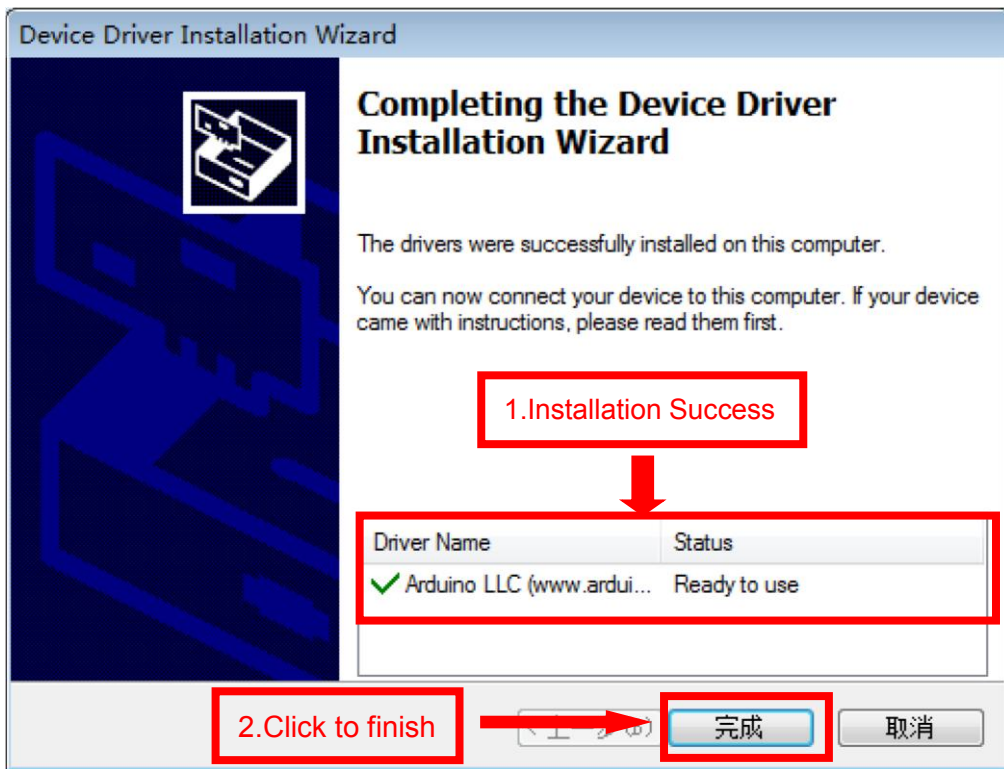 Device Driver Installation Wizard
Completing the Device Driver
Installation Wizard
The drivers were successfully installed on this computer.
You can now connect your device to this computer. If your device
came with instructions, please read them first.
1.Installation Success
Driver Name Status
Arduino LLC (www.ardui... Ready to use
2.Click to finish
完成 取消